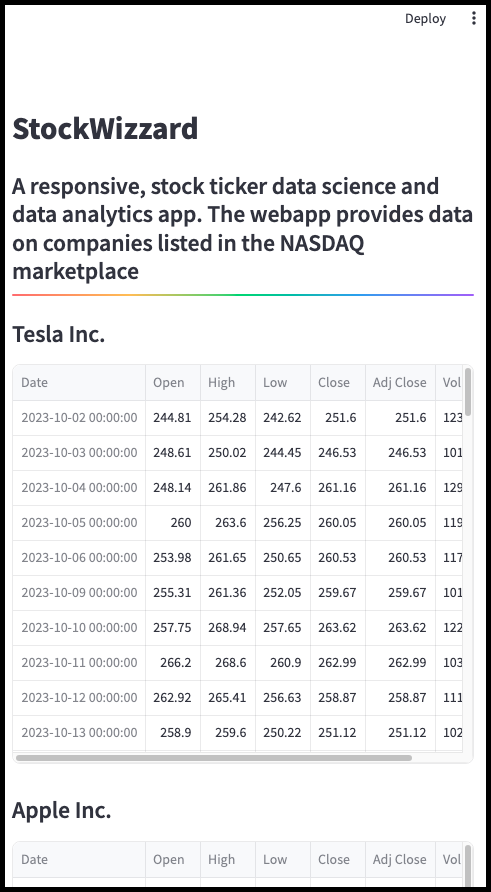 Deploy
StockWizzard
A responsive, stock ticker data science and
data analytics app. The webapp provides data
on companies listed in the NASDAQ
marketplace
Tesla Inc.
Date Open High Low Close Adj Close Vol
2023-10-02 00:00:00 244.81 254.28 242.62 251.6 251.6 123
2023-10-03 00:00:00 248.61 250.02 244.45 246.53 246.53 101
2023-10-04 00:00:00 248.14 261.86 247.6 261.16 261.16 129
2023-10-05 00:00:00 260 263.6 256.25 260.05 260.05 119
2023-10-06 00:00:00 253.98 261.65 250.65 260.53 260.53 117
2023-10-09 00:00:00 255.31 261.36 252.05 259.67 259.67 101
2023-10-10 00:00:00 257.75 268.94 257.65 263.62 263.62 122
2023-10-11 00:00:00 266.2 268.6 260.9 262.99 262.99 103
2023-10-12 00:00:00 262.92 265.41 256.63 258.87 258.87 111
2023-10-13 00:00:00 258.9 259.6 250.22 251.12 251.12 102
Apple Inc.
Date Open High Low Close Adj Close Vol